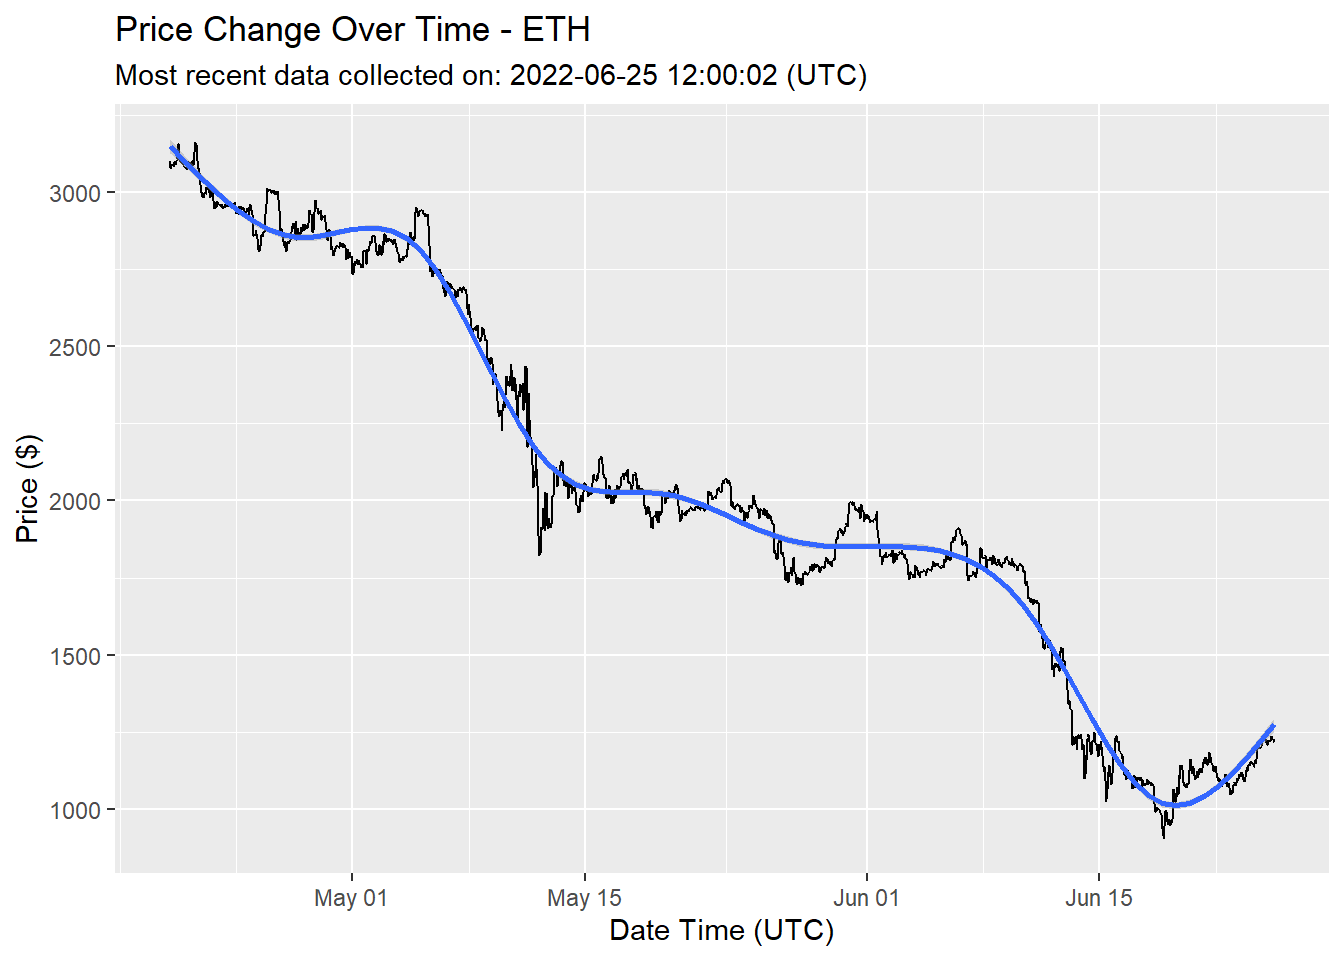 Price Change Over Time - ETH
Most recent data collected on: 2022-06-25 12:00:02 (UTC)
Price ($)
3000
2500
2000
1500
1000
May 01
May 15
Jun 01
Jun 15
Date Time (UTC)